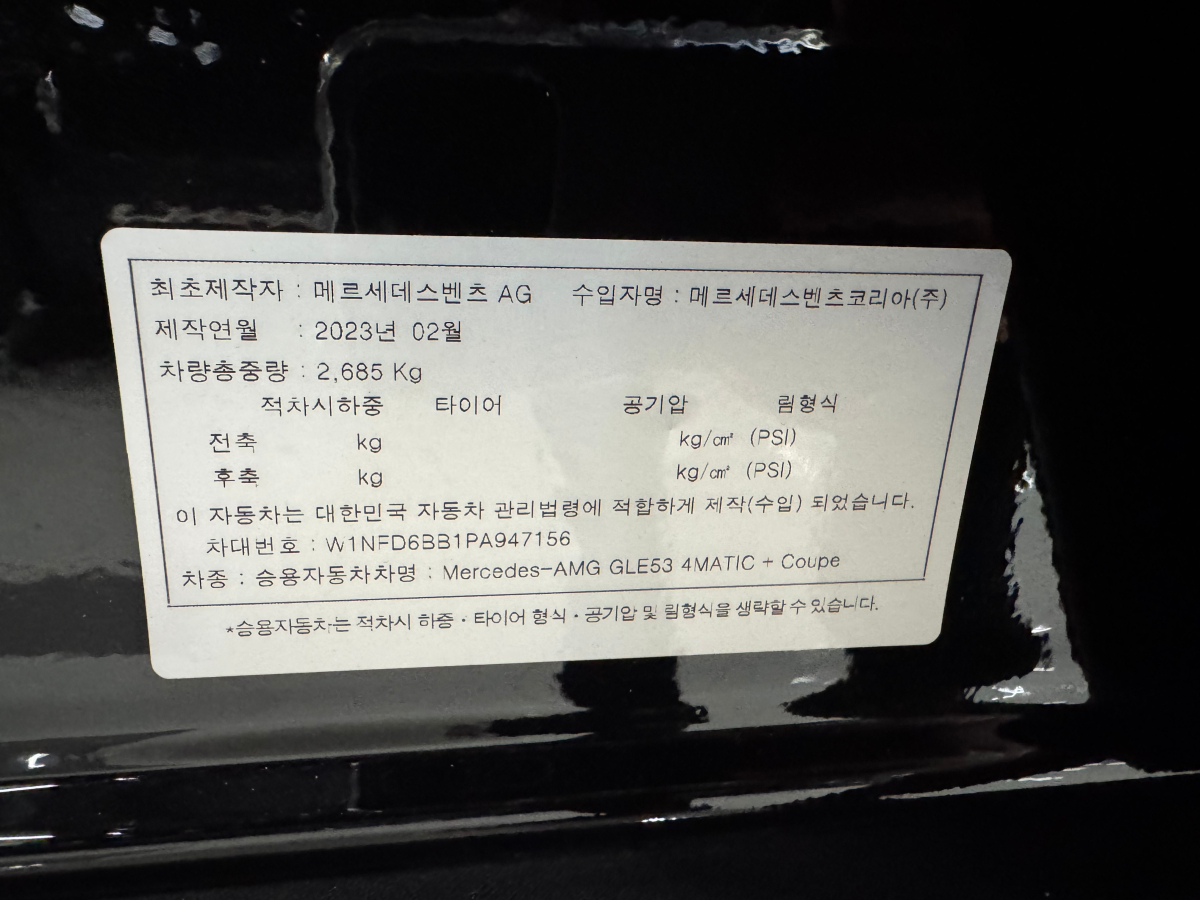 최초제작자 : 메르세데스벤츠 AG 수입자명 : 메르세데스벤츠코리아(주)
제작연월 : 2023년 02월
차량총중량 : 2,685 Kg
적차시하중 타이어 공기압 림형식
전축 kg kg/㎠ (PSI)
후축 kg kg/㎠ (PSI)
이 자동차는 대한민국 자동차 관리법령에 적합하게 제작(수입) 되었습니다.
차대번호 : W1NFD6BB1PA947156
차종 : 승용자동차차명 : Mercedes-AMG GLE53 4MATIC + Coupe
*승용자동차는 적차시 하중 · 타이어 형식 · 공기압 및 림형식을 생략할 수 있습니다.